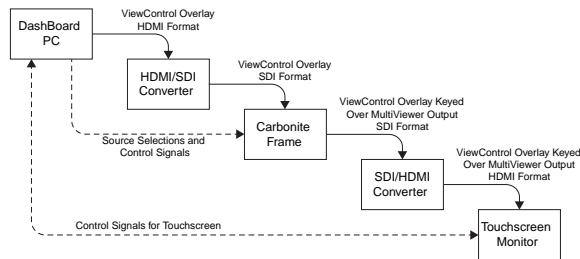 DashBoard
PC
ViewControl Overlay
HDMI Format
HDMI/SDI
Converter
ViewControl Overlay
SDI Format
Source Selections and
Control Signals
Carbonite
Frame
ViewControl Overlay Keyed
Over MultiViewer Output
SDI Format
SDI/HDMI
Converter
ViewControl Overlay Keyed
Over MultiViewer Output
HDMI Format
Control Signals for Touchscreen
Touchscreen
Monitor